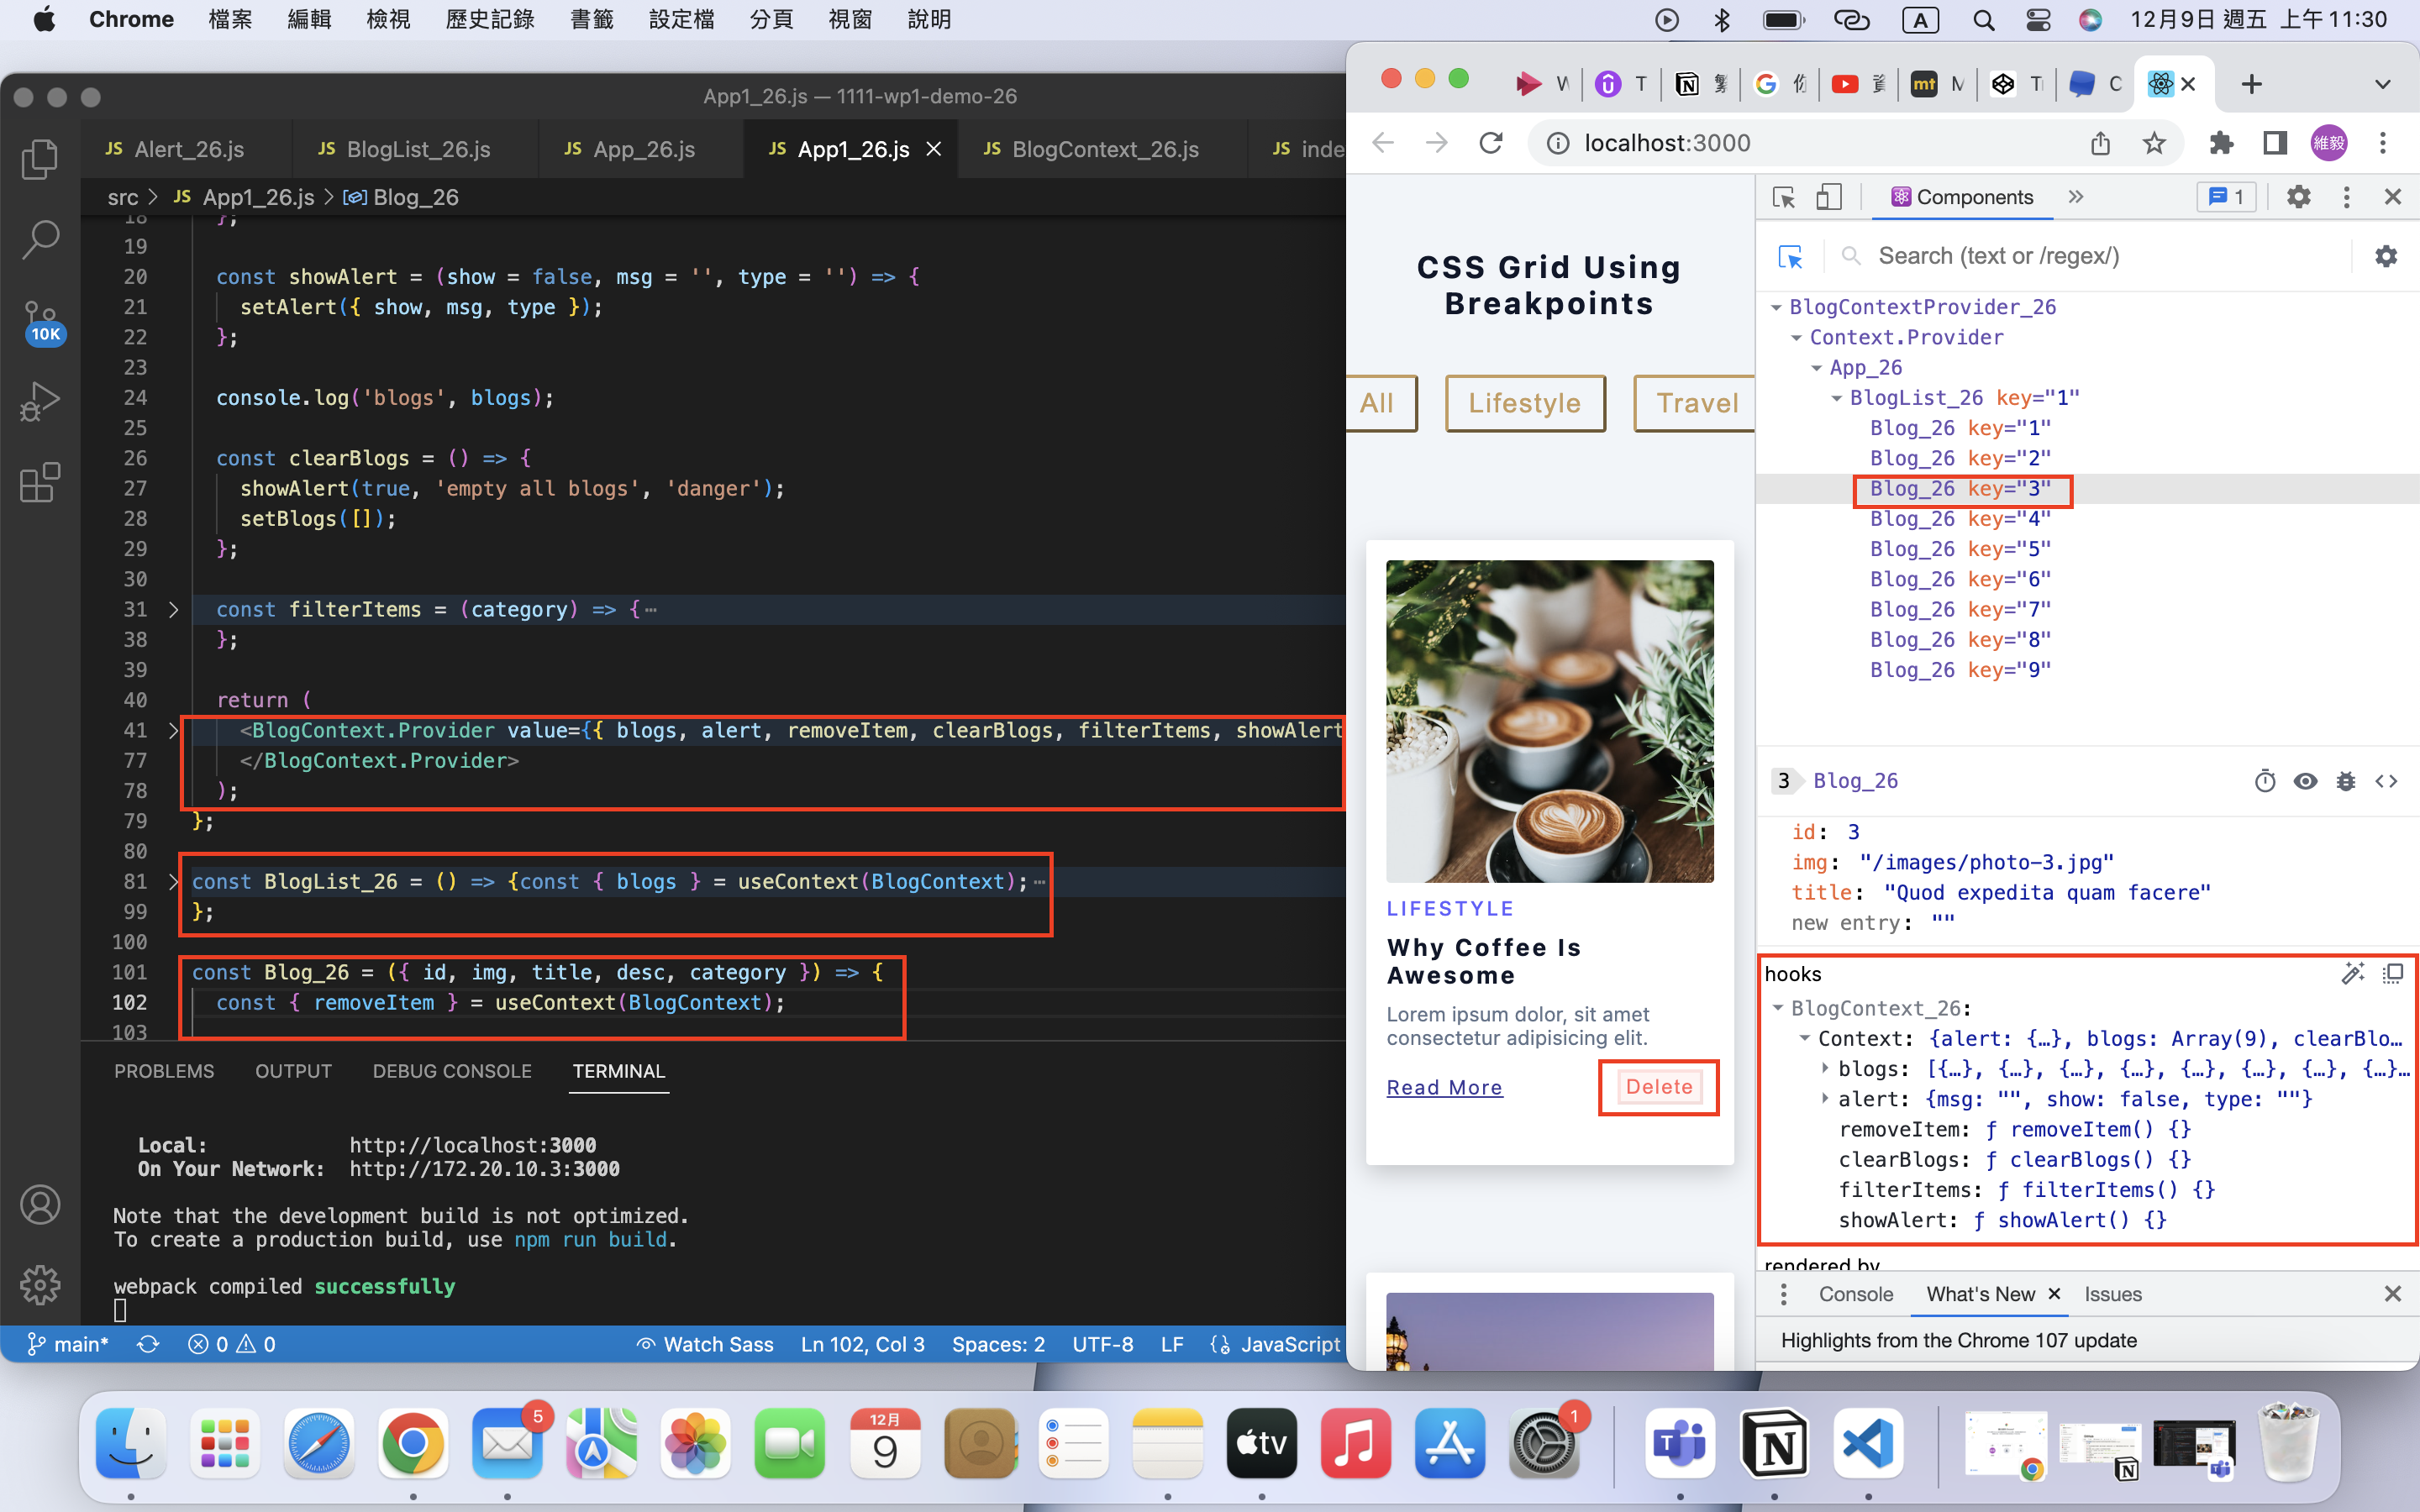 Chrome 檔案 編輯 檢視 歷史記錄 書籤 設定檔 分頁 視窗 說明 A 12月9日 週五 上午 11:30
App1_26.js — 1111-wp1-demo-26
JS Alert_26.js JS BlogList_26.js JS App_26.js JS App1_26.js JS BlogContext_26.js JS inde
src > JS App1_26.js > Blog_26
10K
18 };
19
20 const showAlert = (show = false, msg = '', type = '') => {
21 setAlert({ show, msg, type });
22 };
23
24 console.log('blogs', blogs);
25
26 const clearBlogs = () => {
27 showAlert(true, 'empty all blogs', 'danger');
28 setBlogs([]);
29 };
30
31 const filterItems = (category) => {⋯
38 };
39
40 return (
41 <BlogContext.Provider value={{ blogs, alert, removeItem, clearBlogs, filterItems, showAlert
77 </BlogContext.Provider>
78 );
79 };
80
81 const BlogList_26 = () => {const { blogs } = useContext(BlogContext);⋯
99 };
100
101 const Blog_26 = ({ id, img, title, desc, category }) => {
102 const { removeItem } = useContext(BlogContext);
103
PROBLEMS OUTPUT DEBUG CONSOLE TERMINAL
Local: http://localhost:3000
On Your Network: http://172.20.10.3:3000
Note that the development build is not optimized.
To create a production build, use npm run build.
webpack compiled successfully
main* 0 0 Watch Sass Ln 102, Col 3 Spaces: 2 UTF-8 LF JavaScript
T mt M T C
localhost:3000
維毅
CSS Grid Using
Breakpoints
All Lifestyle Travel
LIFESTYLE
Why Coffee Is
Awesome
Lorem ipsum dolor, sit amet
consectetur adipisicing elit.
Read More Delete
Components » 1
Search (text or /regex/)
BlogContextProvider_26
Context.Provider
App_26
BlogList_26 key="1"
Blog_26 key="1"
Blog_26 key="2"
Blog_26 key="3"
Blog_26 key="4"
Blog_26 key="5"
Blog_26 key="6"
Blog_26 key="7"
Blog_26 key="8"
Blog_26 key="9"
3 Blog_26
id: 3
img: "/images/photo-3.jpg"
title: "Quod expedita quam facere"
new entry: ""
hooks
BlogContext_26:
Context: {alert: {…}, blogs: Array(9), clearBlo…
blogs: [{…}, {…}, {…}, {…}, {…}, {…}, {…}, {…}…
alert: {msg: "", show: false, type: ""}
removeItem: ƒ removeItem() {}
clearBlogs: ƒ clearBlogs() {}
filterItems: ƒ filterItems() {}
showAlert: ƒ showAlert() {}
rendered by
Console What's New Issues
Highlights from the Chrome 107 update
5 12月 9 tv 1